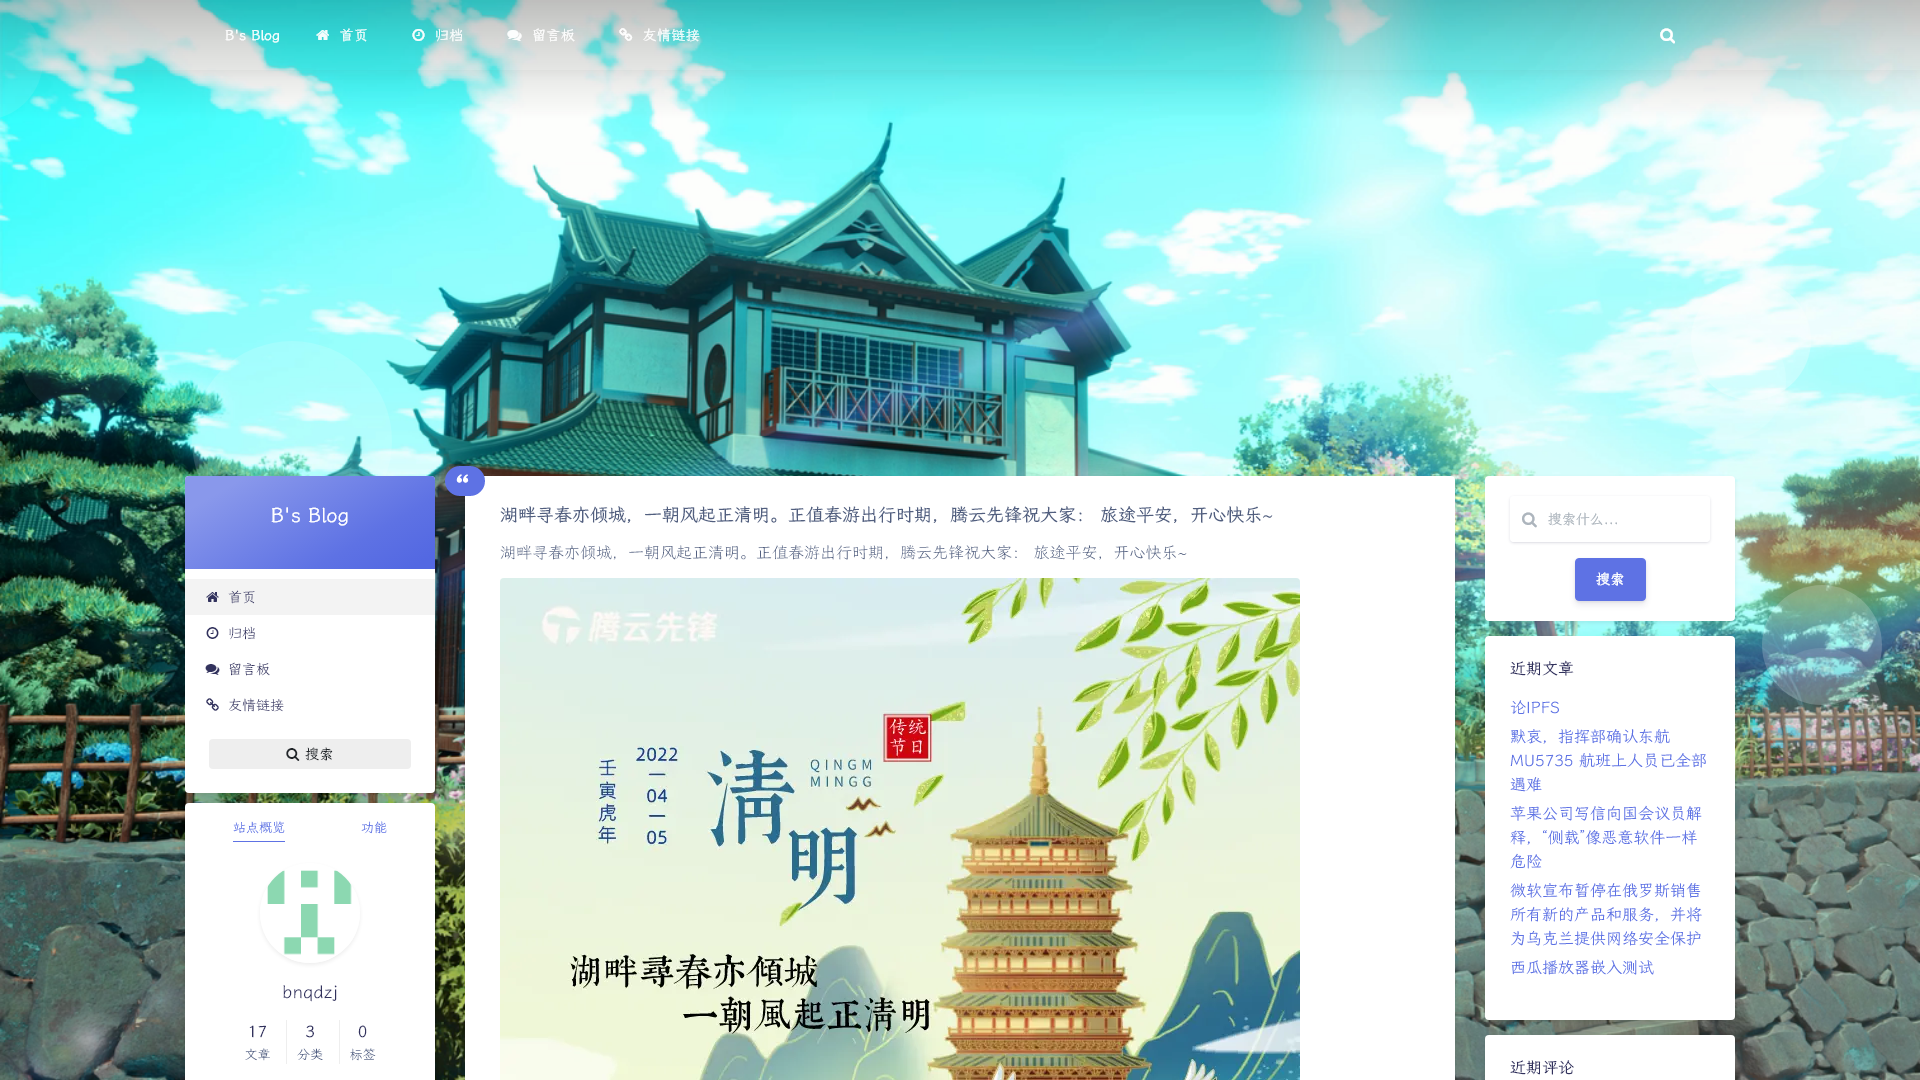 B's Blog 首页 归档 留言板 友情链接
B's Blog
首页
归档
留言板
友情链接
搜索
站点概览 功能
bnqdzj
17 3 0
文章 分类 标签
湖畔寻春亦倾城，一朝风起正清明。正值春游出行时期，腾云先锋祝大家： 旅途平安，开心快乐~
湖畔寻春亦倾城，一朝风起正清明。正值春游出行时期，腾云先锋祝大家： 旅途平安，开心快乐~
腾云先锋
传统
节日
壬寅虎年
2022
—
04
—
05
清明
QINGM
MINGG
湖畔尋春亦傾城
一朝風起正清明
搜索什么...
搜索
近期文章
论IPFS
默哀，指挥部确认东航
MU5735 航班上人员已全部
遇难
苹果公司写信向国会议员解
释，“侧载”像恶意软件一样
危险
微软宣布暂停在俄罗斯销售
所有新的产品和服务，并将
为乌克兰提供网络安全保护
西瓜播放器嵌入测试
近期评论